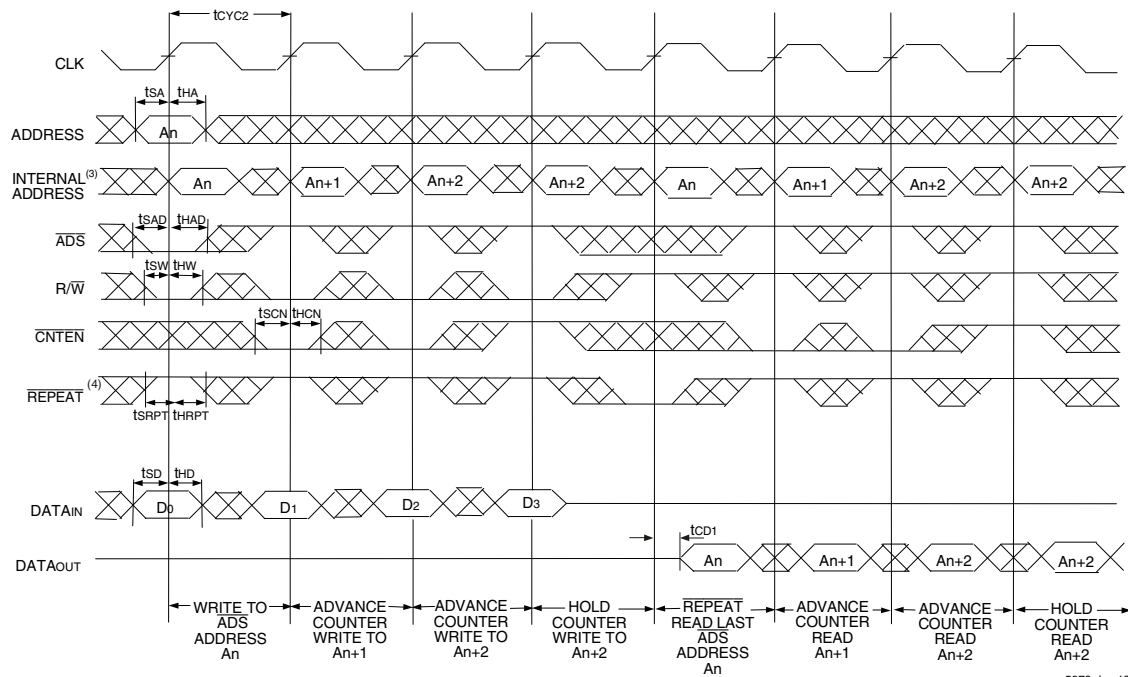 tCYC2
CLK
tSA tHA
ADDRESS An
INTERNAL(3) ADDRESS An An+1 An+2 An+2 An An+1 An+2 An+2
tSAD tHAD
ADS
tSW tHW
R/W
tSCN tHCN
CNTEN
REPEAT (4)
tSRPT tHRPT
tSD tHD
DATAIN D0 D1 D2 D3
tCD1
DATAOUT An An+1 An+2 An+2
WRITE TO
ADS
ADDRESS
An
ADVANCE
COUNTER
WRITE TO
An+1
ADVANCE
COUNTER
WRITE TO
An+2
HOLD
COUNTER
WRITE TO
An+2
REPEAT
READ LAST
ADS
ADDRESS
An
ADVANCE
COUNTER
READ
An+1
ADVANCE
COUNTER
READ
An+2
HOLD
COUNTER
READ
An+2